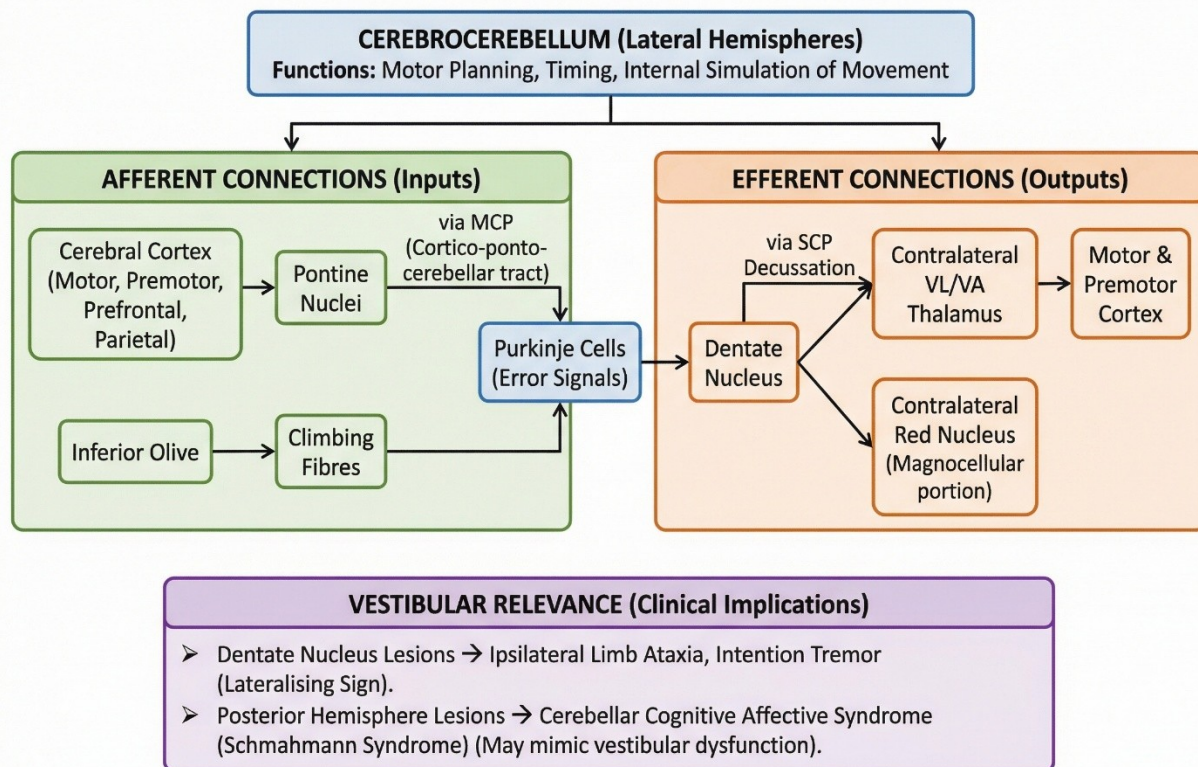 CEREBROCEREBELLUM (Lateral Hemispheres)
Functions: Motor Planning, Timing, Internal Simulation of Movement
AFFERENT CONNECTIONS (Inputs)
Cerebral Cortex
(Motor, Premotor,
Prefrontal,
Parietal)
Pontine
Nuclei
via MCP
(Cortico-ponto-
cerebellar tract)
Inferior Olive
Climbing
Fibres
Purkinje Cells
(Error Signals)
EFFERENT CONNECTIONS (Outputs)
Dentate
Nucleus
via SCP
Decussation
Contralateral
VL/VA
Thalamus
Motor &
Premotor
Cortex
Contralateral
Red Nucleus
(Magnocellular
portion)
VESTIBULAR RELEVANCE (Clinical Implications)
➢ Dentate Nucleus Lesions → Ipsilateral Limb Ataxia, Intention Tremor
(Lateralising Sign).
➢ Posterior Hemisphere Lesions → Cerebellar Cognitive Affective Syndrome
(Schmahmann Syndrome) (May mimic vestibular dysfunction).